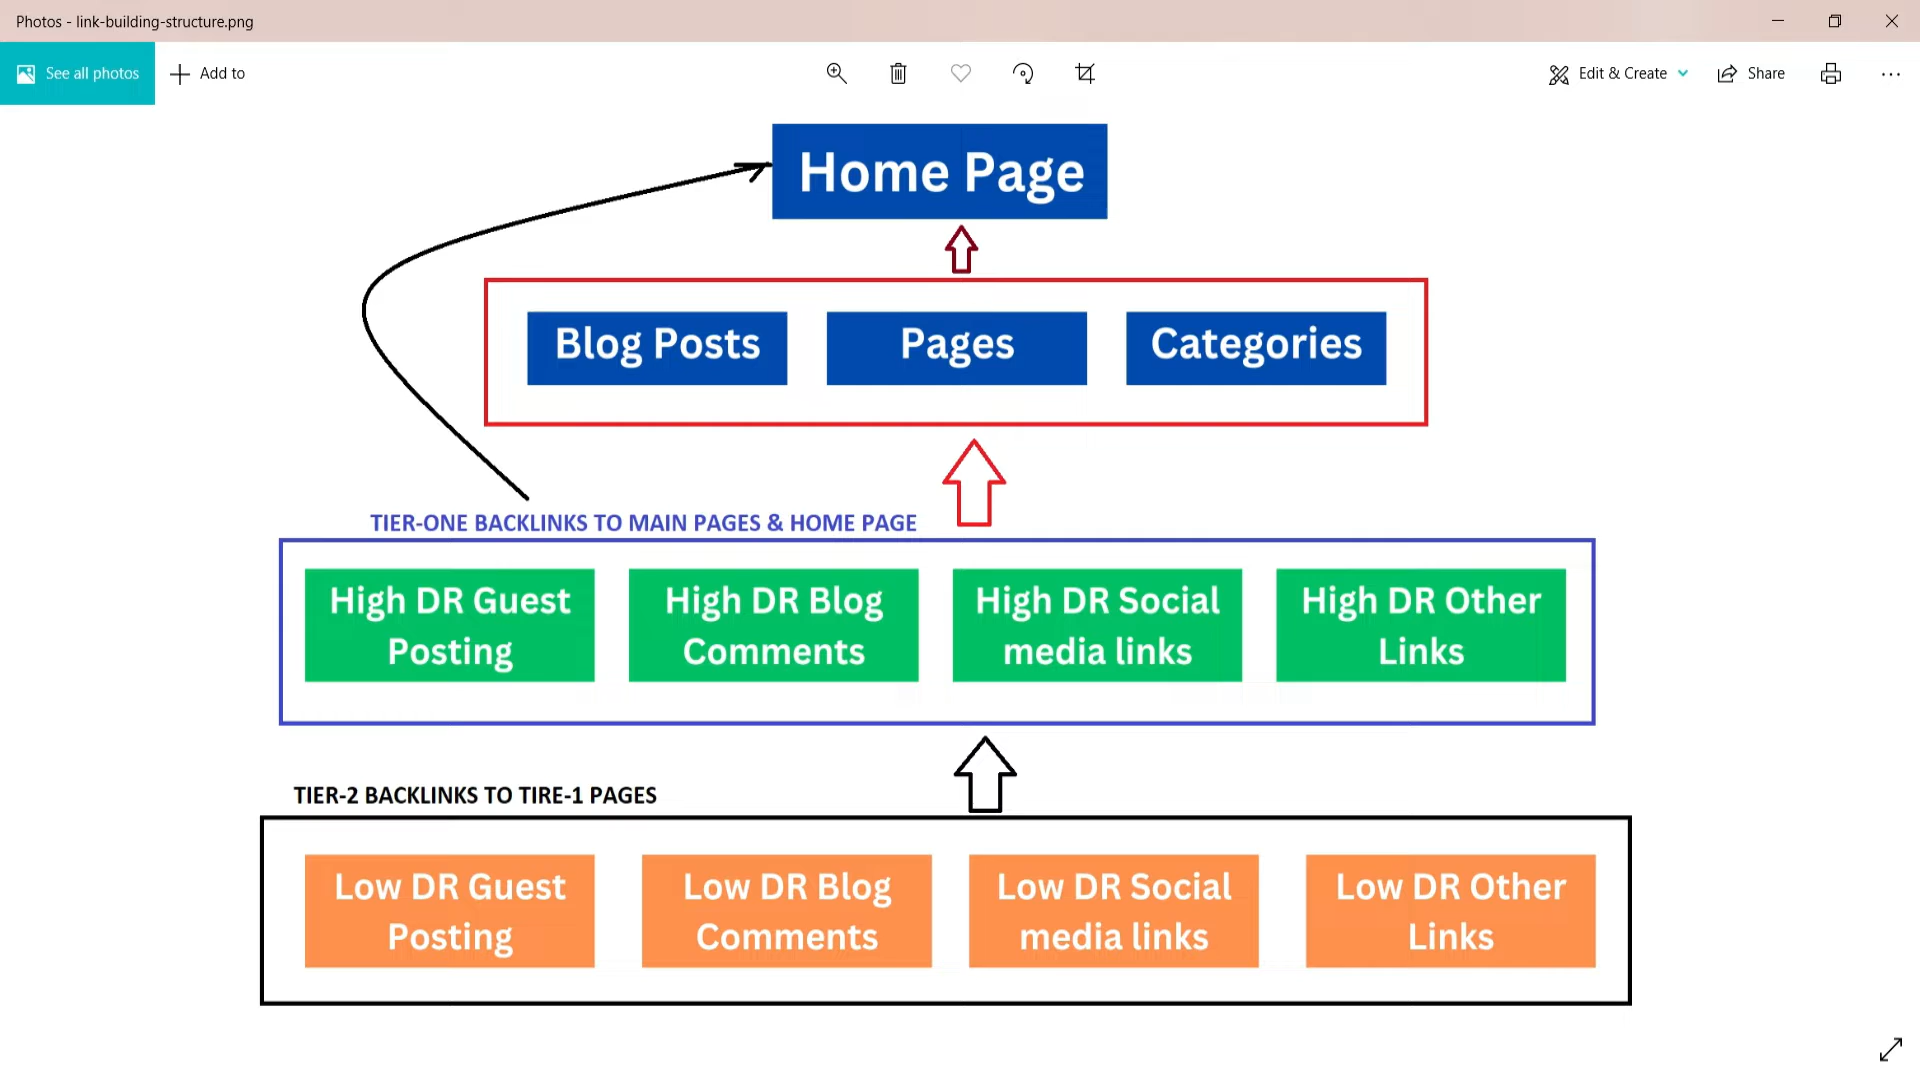 Photos - link-building-structure.png
See all photos
Add to
Edit & Create
Share
Home Page
Blog Posts
Pages
Categories
TIER-ONE BACKLINKS TO MAIN PAGES & HOME PAGE
High DR Guest
Posting
High DR Blog
Comments
High DR Social
media links
High DR Other
Links
TIER-2 BACKLINKS TO TIRE-1 PAGES
Low DR Guest
Posting
Low DR Blog
Comments
Low DR Social
media links
Low DR Other
Links